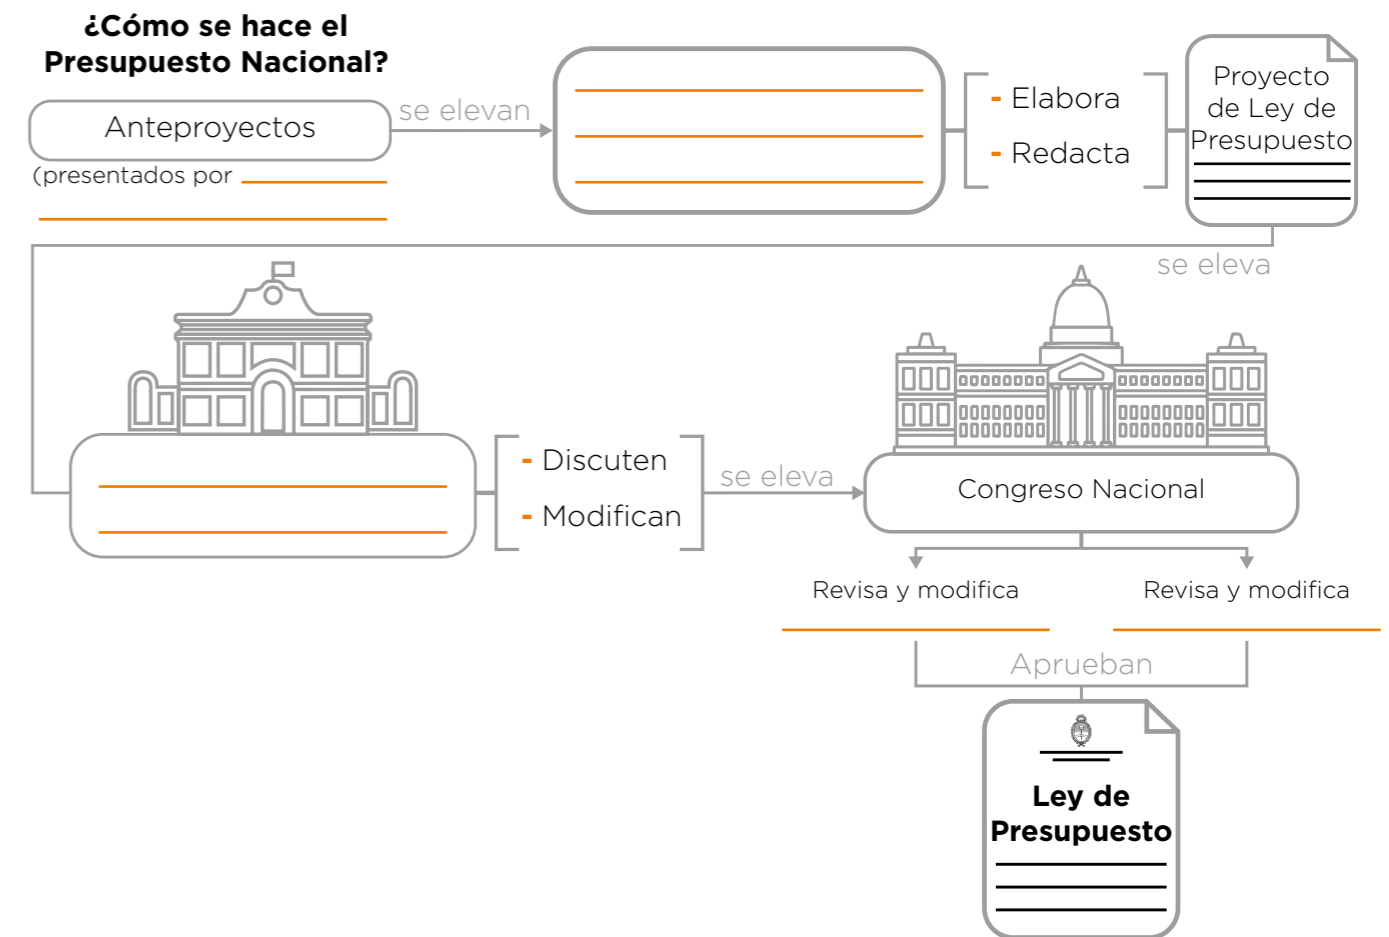 ¿Cómo se hace el
Presupuesto Nacional?
Anteproyectos
(presentados por
se elevan
- Elabora
- Redacta
Proyecto
de Ley de
Presupuesto
se eleva
- Discuten
- Modifican
se eleva
Congreso Nacional
Revisa y modifica
Revisa y modifica
Aprueban
Ley de
Presupuesto